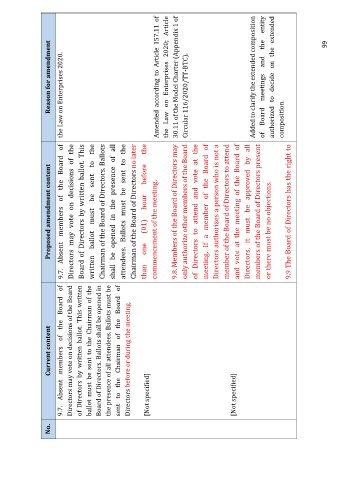 No.
Current content
Proposed amendment content
Reason for amendment
9.7. Absent members of the Board of
Directors may vote on decisions of the Board
of Directors by written ballot. This written
ballot must be sent to the Chairman of the
Board of Directors. Ballots shall be opened in
the presence of all attendees. Ballots must be
sent to the Chairman of the Board of
Directors before or during the meeting.
[Not specified]
[Not specified]
9.7. Absent members of the Board of
Directors may vote on decisions of the
Board of Directors by written ballot. This
written ballot must be sent to the
Chairman of the Board of Directors. Ballots
shall be opened in the presence of all
attendees. Ballots must be sent to the
Chairman of the Board of Directors no later
than one (01) hour before the
commencement of the meeting.
9.8. Members of the Board of Directors may
only authorize other members of the Board
of Directors to attend and vote at the
meeting. If a member of the Board of
Directors authorizes a person who is not a
member of the Board of Directors to attend
and vote at the meeting of the Board of
Directors, it must be approved by all
members of the Board of Directors present
or there must be no objections.
9.9 The Board of Directors has the right to
the Law on Enterprises 2020.
Amended according to Article 157.11 of
the Law on Enterprises 2020; Article
30.11 of the Model Charter (Appendix 1 of
Circular 116/2020/TT-BTC).
Added to clarify the extended composition
of Board meetings and the entity
authorized to decide on the extended
composition.
99